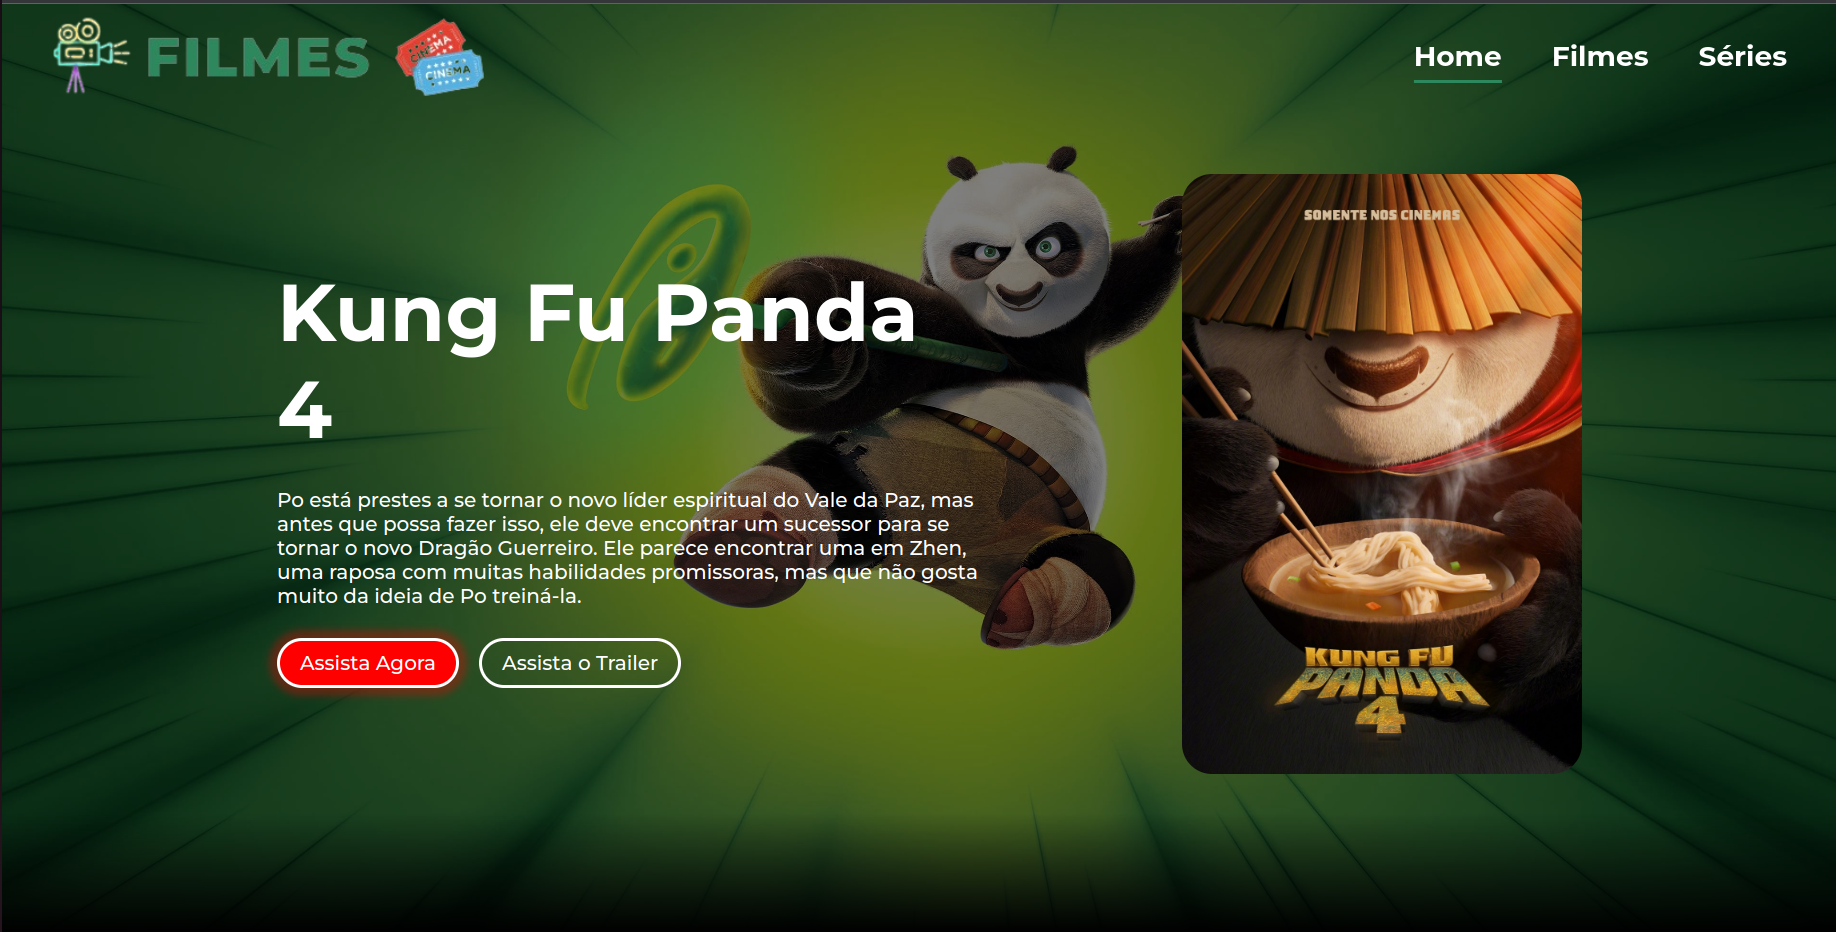 FILMES
CINEMA
CINEMA
Home Filmes Séries
Kung Fu Panda
4
Po está prestes a se tornar o novo líder espiritual do Vale da Paz, mas
antes que possa fazer isso, ele deve encontrar um sucessor para se
tornar o novo Dragão Guerreiro. Ele parece encontrar uma em Zhen,
uma raposa com muitas habilidades promissoras, mas que não gosta
muito da ideia de Po treiná-la.
Assista Agora
Assista o Trailer
SOMENTE NOS CINEMAS
KUNG FU
PANDA
4